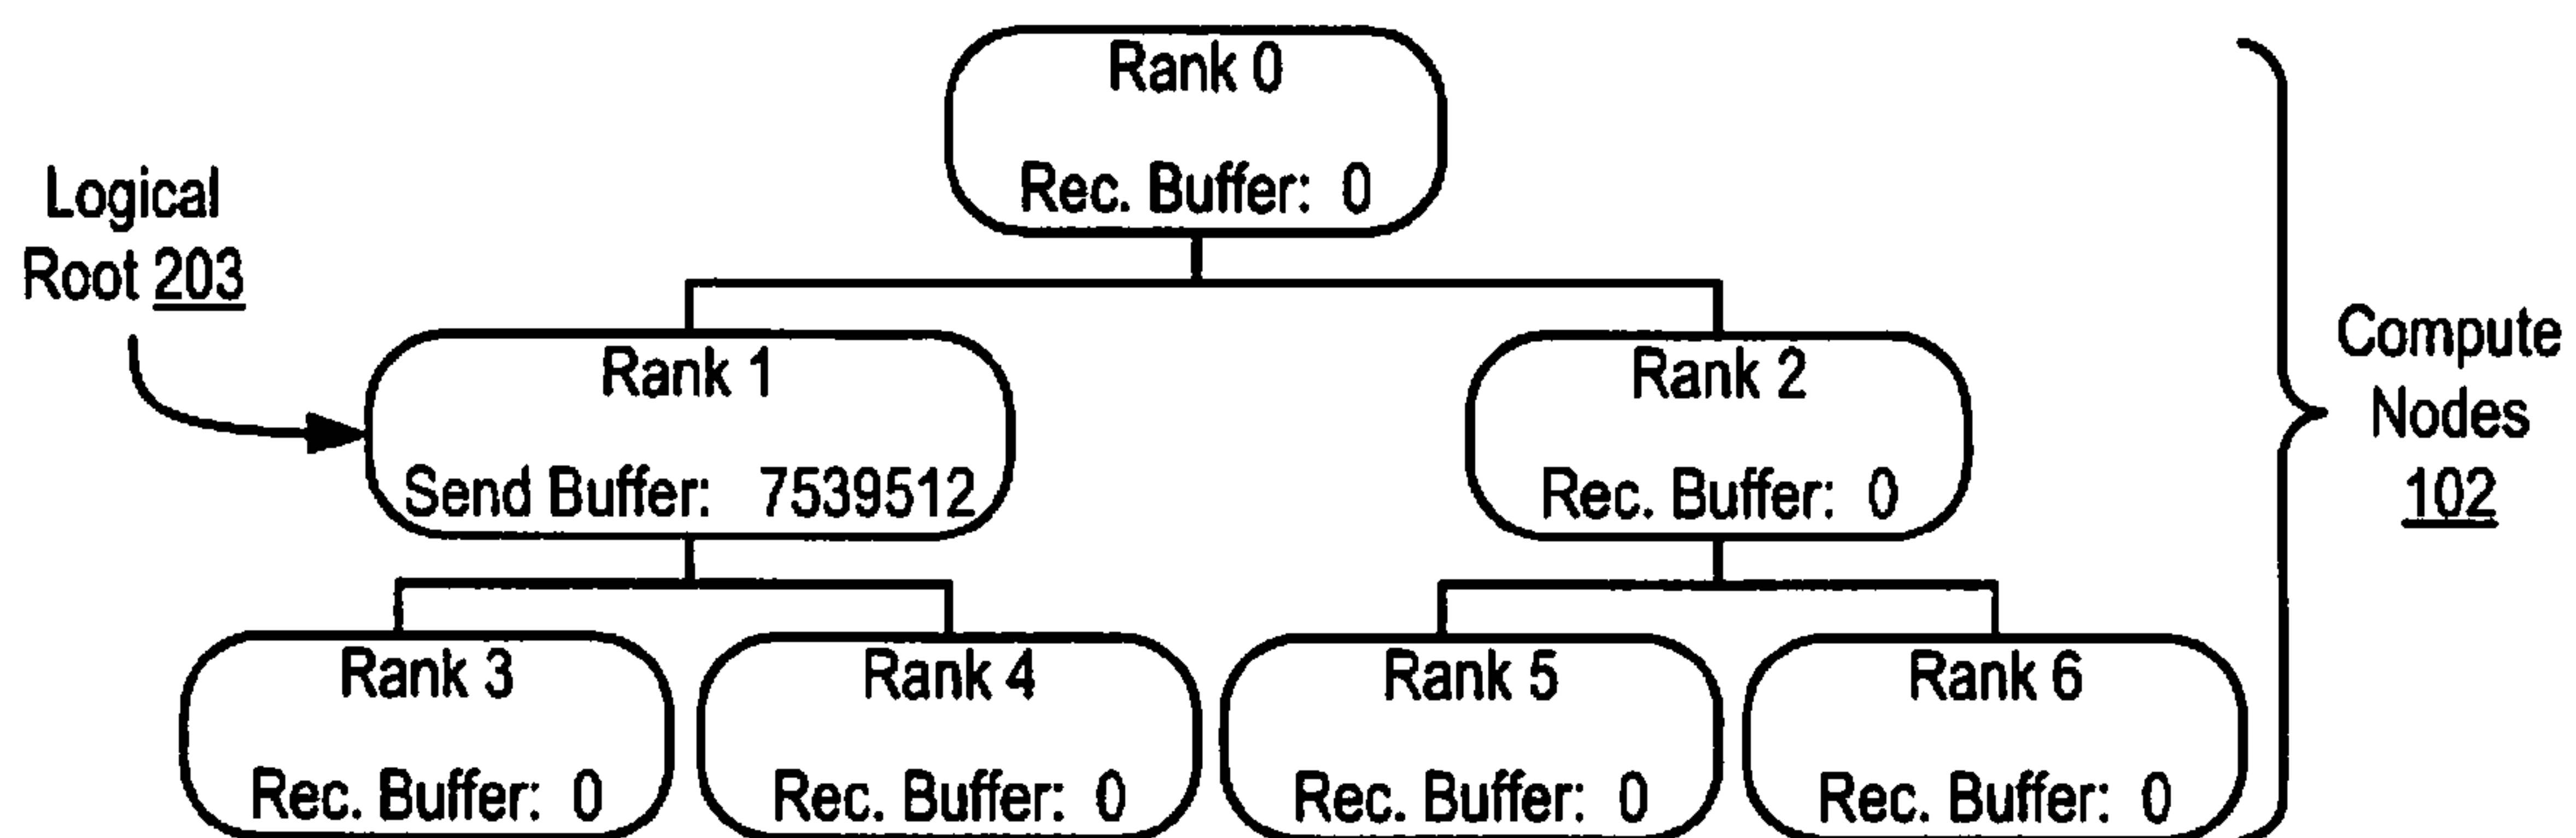 Rank 0
Rec. Buffer: 0
Logical
Root 203
Rank 1
Send Buffer: 7539512
Rank 2
Rec. Buffer: 0
Compute
Nodes
102
Rank 3
Rec. Buffer: 0
Rank 4
Rec. Buffer: 0
Rank 5
Rec. Buffer: 0
Rank 6
Rec. Buffer: 0